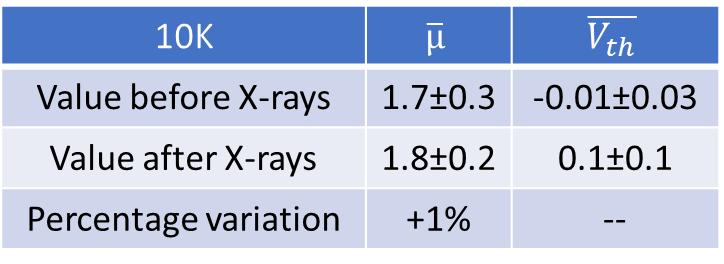 10K μ̅ V̅t̅h̅
Value before X-rays 1.7±0.3 -0.01±0.03
Value after X-rays 1.8±0.2 0.1±0.1
Percentage variation +1% --